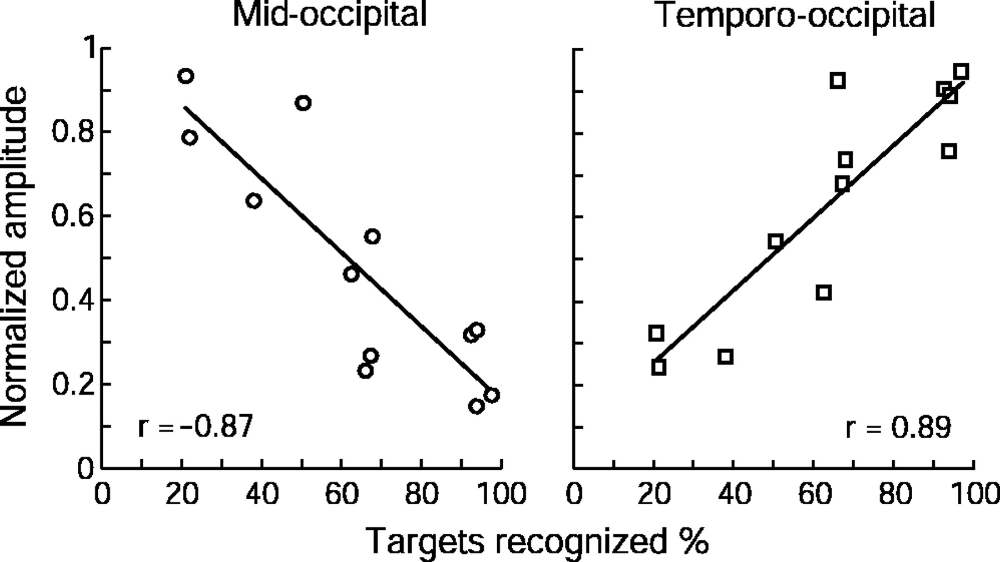 Mid-occipital
Temporo-occipital
Normalized amplitude
1
0.8
0.6
0.4
0.2
0
r = -0.87
r = 0.89
0 20 40 60 80 100
0 20 40 60 80 100
Targets recognized %